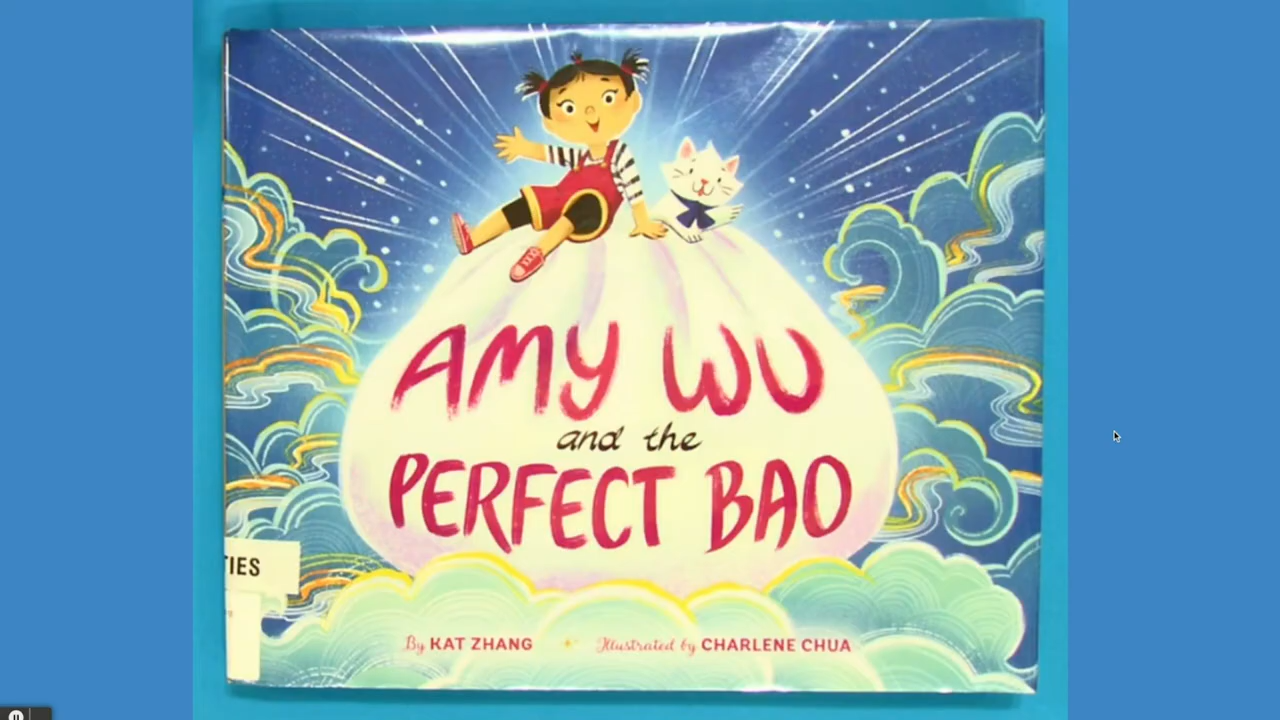 AMY WU
and the
PERFECT BAO
TIES
By KAT ZHANG
Illustrated by CHARLENE CHUA